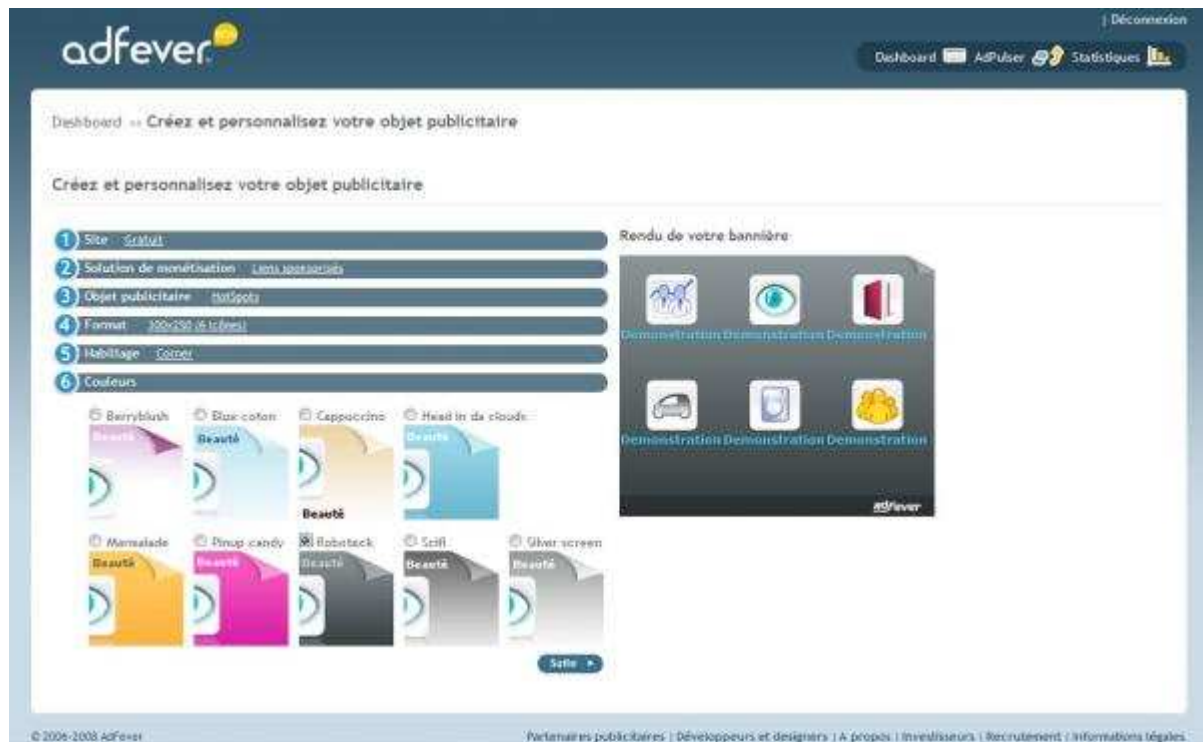 | Déconnexion
adfever
Dashboard AdPulser Statistiques
Dashboard >> Créez et personnalisez votre objet publicitaire
Créez et personnalisez votre objet publicitaire
1 Site Gratuit
2 Solution de monétisation Liens sponsorisés
3 Objet publicitaire HotSpots
4 Format 300x250 (6 icônes)
5 Habillage Corner
6 Couleurs
Berryblush Blue coton Cappuccino Head in da clouds
Beauté Beauté Beauté Beauté
Marmalade Pinup candy Roboteck Scifi Silver screen
Beauté Beauté Beauté Beauté Beauté
Suite
Rendu de votre bannière
Demonstration Demonstration Demonstration
Demonstration Demonstration Demonstration
adfever
© 2006-2008 AdFever
Partenaires publicitaires | Développeurs et designers | A propos | Investisseurs | Recrutement | Informations légales